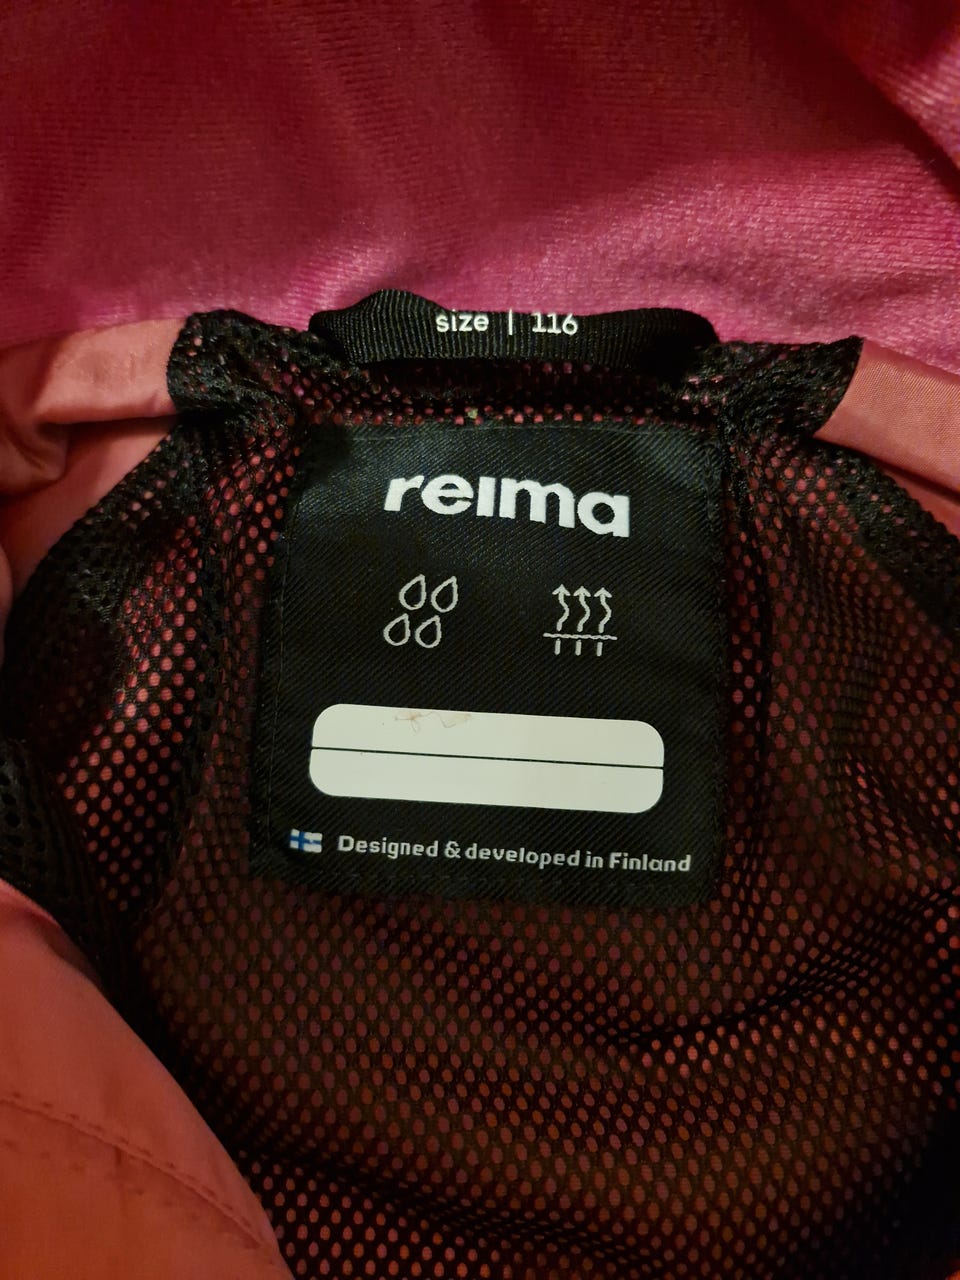 size | 116
reima
Designed & developed in Finland